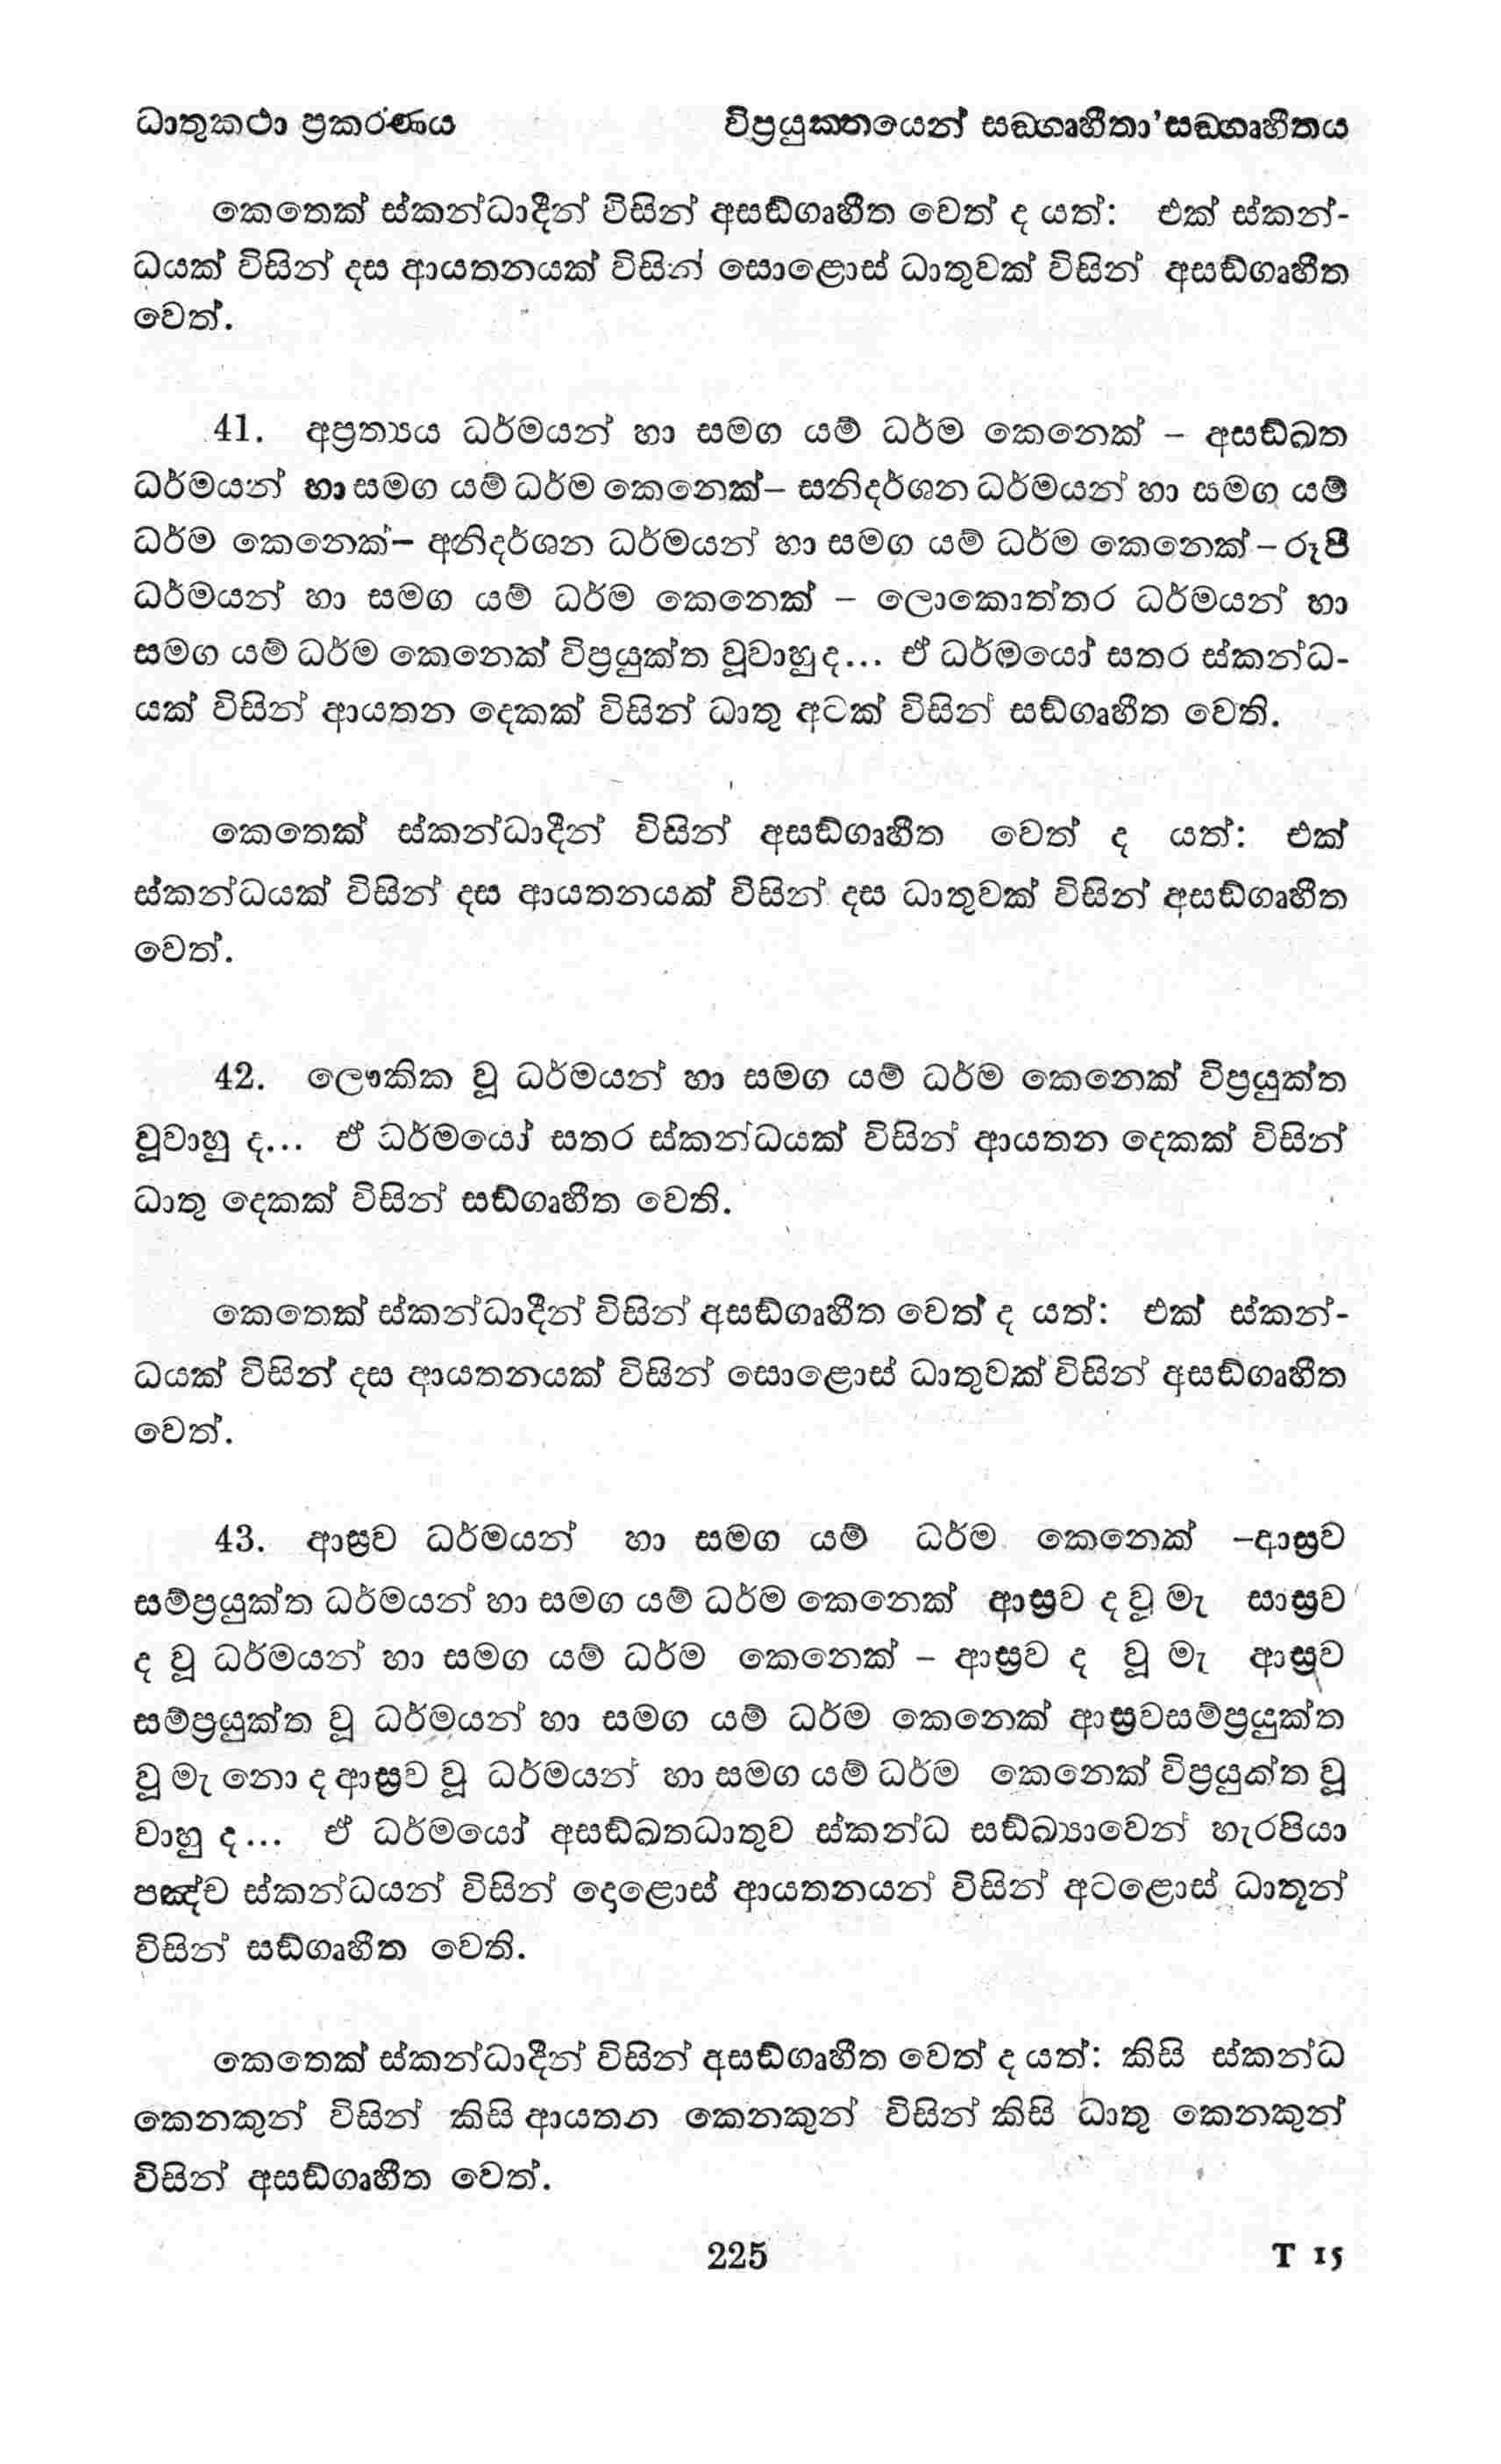 ධාතුකථා ප්‍රකරණය විප්‍රයුක්තයෙන් සඞ්ගෘහීතා'සඞ්ගෘහීතය
කෙතෙක් ස්කන්ධාදීන් විසින් අසඞ්ගෘහීත වෙත් ද යත්: එක් ස්කන්-
ධයක් විසින් දස ආයතනයක් විසින් සොළොස් ධාතුවක් විසින් අසඞ්ගෘහීත
වෙත්.
41. අප්‍රත්‍යය ධර්මයන් හා සමග යම් ධර්ම කෙනෙක් – අසඞ්ඛත
ධර්මයන් හා සමග යම් ධර්ම කෙනෙක්– සනිදර්ශන ධර්මයන් හා සමග යම්
ධර්ම කෙනෙක්– අනිදර්ශන ධර්මයන් හා සමග යම් ධර්ම කෙනෙක් – රූපී
ධර්මයන් හා සමග යම් ධර්ම කෙනෙක් – ලොකොත්තර ධර්මයන් හා
සමග යම් ධර්ම කෙනෙක් විප්‍රයුක්ත වූවාහුද... ඒ ධර්මයෝ සතර ස්කන්ධ-
යක් විසින් ආයතන දෙකක් විසින් ධාතු අටක් විසින් සඞ්ගෘහීත වෙති.
කෙතෙක් ස්කන්ධාදීන් විසින් අසඞ්ගෘහීත වෙත් ද යත්: එක්
ස්කන්ධයක් විසින් දස ආයතනයක් විසින් දස ධාතුවක් විසින් අසඞ්ගෘහීත
වෙත්.
42. ලෞකික වූ ධර්මයන් හා සමග යම් ධර්ම කෙනෙක් විප්‍රයුක්ත
වූවාහු ද... ඒ ධර්මයෝ සතර ස්කන්ධයක් විසින් ආයතන දෙකක් විසින්
ධාතු දෙකක් විසින් සඞ්ගෘහීත වෙති.
කෙතෙක් ස්කන්ධාදීන් විසින් අසඞ්ගෘහීත වෙත් ද යත්: එක් ස්කන්-
ධයක් විසින් දස ආයතනයක් විසින් සොළොස් ධාතුවක් විසින් අසඞ්ගෘහීත
වෙත්.
43. ආස්‍රව ධර්මයන් හා සමග යම් ධර්ම කෙනෙක් –ආස්‍රව
සම්ප්‍රයුක්ත ධර්මයන් හා සමග යම් ධර්ම කෙනෙක් ආස්‍රව ද වූ මැ සාස්‍රව
ද වූ ධර්මයන් හා සමග යම් ධර්ම කෙනෙක් – ආස්‍රව ද වූ මැ ආස්‍රව
සම්ප්‍රයුක්ත වූ ධර්මයන් හා සමග යම් ධර්ම කෙනෙක් ආස්‍රවසම්ප්‍රයුක්ත
වූ මැ නො ද ආස්‍රව වූ ධර්මයන් හා සමග යම් ධර්ම කෙනෙක් විප්‍රයුක්ත වූ
වාහු ද... ඒ ධර්මයෝ අසඞ්ඛතධාතුව ස්කන්ධ සඞ්ඛ්‍යාවෙන් හැරපියා
පඤ්ච ස්කන්ධයන් විසින් දෙළොස් ආයතනයන් විසින් අටළොස් ධාතූන්
විසින් සඞ්ගෘහීත වෙති.
කෙතෙක් ස්කන්ධාදීන් විසින් අසඞ්ගෘහීත වෙත් ද යත්: කිසි ස්කන්ධ
කෙනකුන් විසින් කිසි ආයතන කෙනකුන් විසින් කිසි ධාතු කෙනකුන්
විසින් අසඞ්ගෘහීත වෙත්.
225 T 15